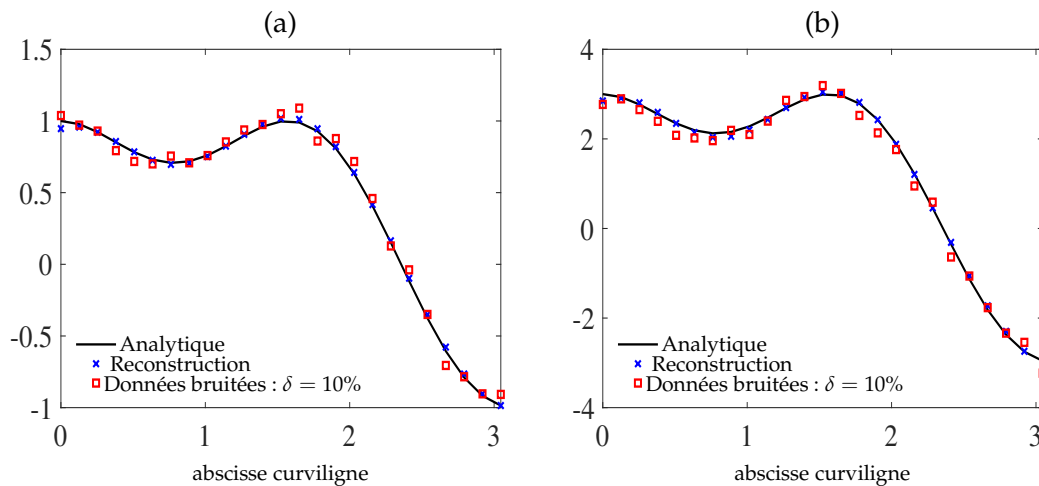 (a)
1.5
1
0.5
0
-0.5
-1
0
1
2
3
Analytique
Reconstruction
Données bruitées : δ = 10%
abscisse curviligne
(b)
4
2
0
-2
-4
0
1
2
3
Analytique
Reconstruction
Données bruitées : δ = 10%
abscisse curviligne